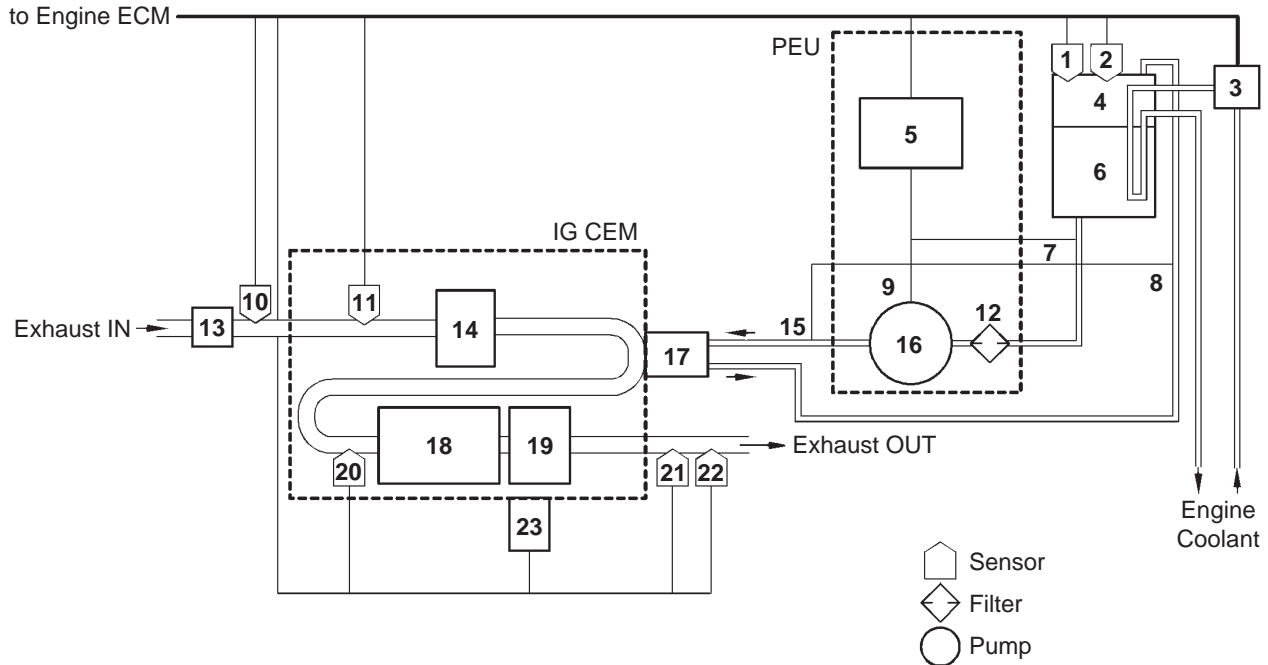 to Engine ECM
PEU
1
2
3
4
5
6
IG CEM
7
8
9
10
11
12
Exhaust IN
13
14
15
16
17
18
19
Exhaust OUT
20
21
22
23
Engine
Coolant
Sensor
Filter
Pump